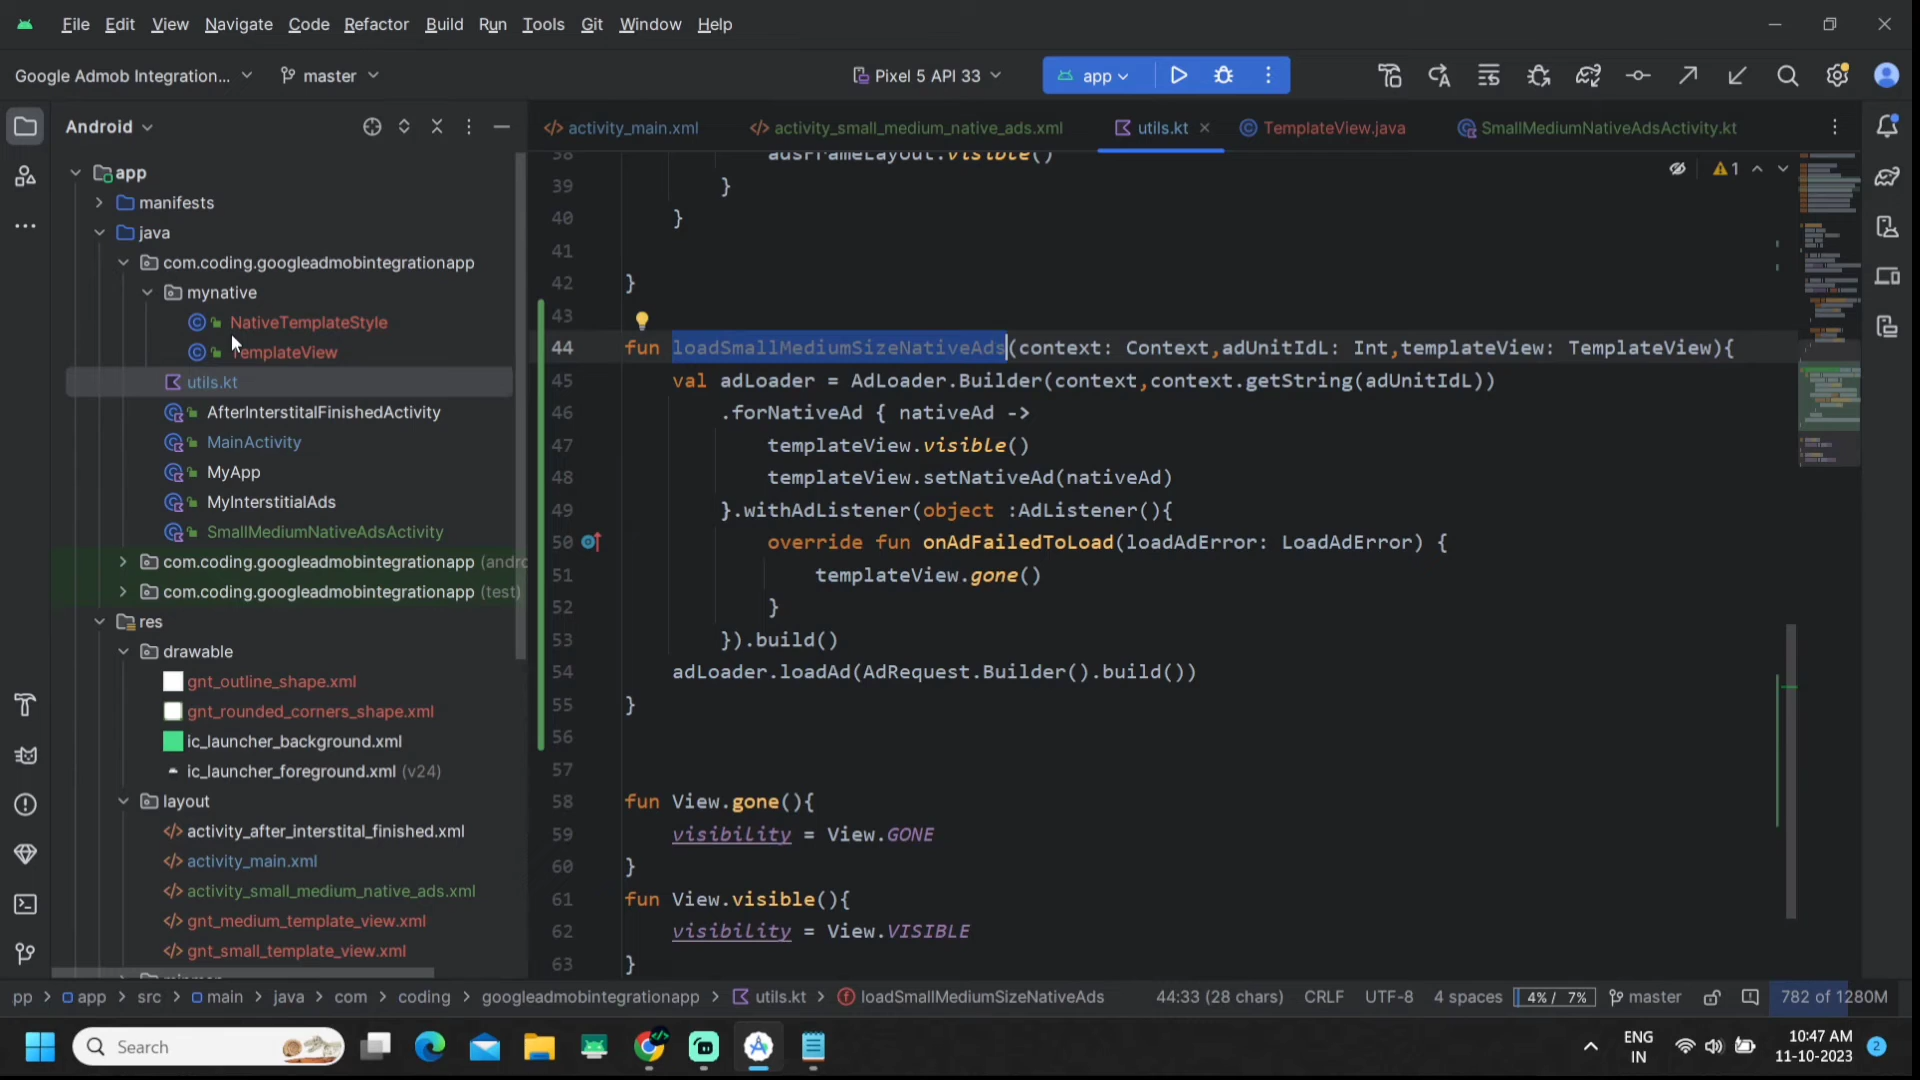 File Edit View Navigate Code Refactor Build Run Tools Git Window Help
Google Admob Integration... master Pixel 5 API 33 app
Android
activity_main.xml activity_small_medium_native_ads.xml utils.kt TemplateView.java SmallMediumNativeAdsActivity.kt
app
manifests
java
com.coding.googleadmobintegrationapp
mynative
NativeTemplateStyle
TemplateView
utils.kt
AfterInterstitalFinishedActivity
MainActivity
MyApp
MyInterstitialAds
SmallMediumNativeAdsActivity
com.coding.googleadmobintegrationapp (andro
com.coding.googleadmobintegrationapp (test)
res
drawable
gnt_outline_shape.xml
gnt_rounded_corners_shape.xml
ic_launcher_background.xml
ic_launcher_foreground.xml (v24)
layout
activity_after_interstital_finished.xml
activity_main.xml
activity_small_medium_native_ads.xml
gnt_medium_template_view.xml
gnt_small_template_view.xml
1
38 adsFrameLayout.visible()
39 }
40 }
41
42 }
43
44 fun loadSmallMediumSizeNativeAds(context: Context,adUnitIdL: Int,templateView: TemplateView){
45 val adLoader = AdLoader.Builder(context,context.getString(adUnitIdL))
46 .forNativeAd { nativeAd ->
47 templateView.visible()
48 templateView.setNativeAd(nativeAd)
49 }.withAdListener(object :AdListener(){
50 override fun onAdFailedToLoad(loadAdError: LoadAdError) {
51 templateView.gone()
52 }
53 }).build()
54 adLoader.loadAd(AdRequest.Builder().build())
55 }
56
57
58 fun View.gone(){
59 visibility = View.GONE
60 }
61 fun View.visible(){
62 visibility = View.VISIBLE
63 }
pp > app > src > main > java > com > coding > googleadmobintegrationapp > utils.kt > loadSmallMediumSizeNativeAds 44:33 (28 chars) CRLF UTF-8 4 spaces 4% / 7% master 782 of 1280M
Search
ENG
IN
10:47 AM
11-10-2023
2